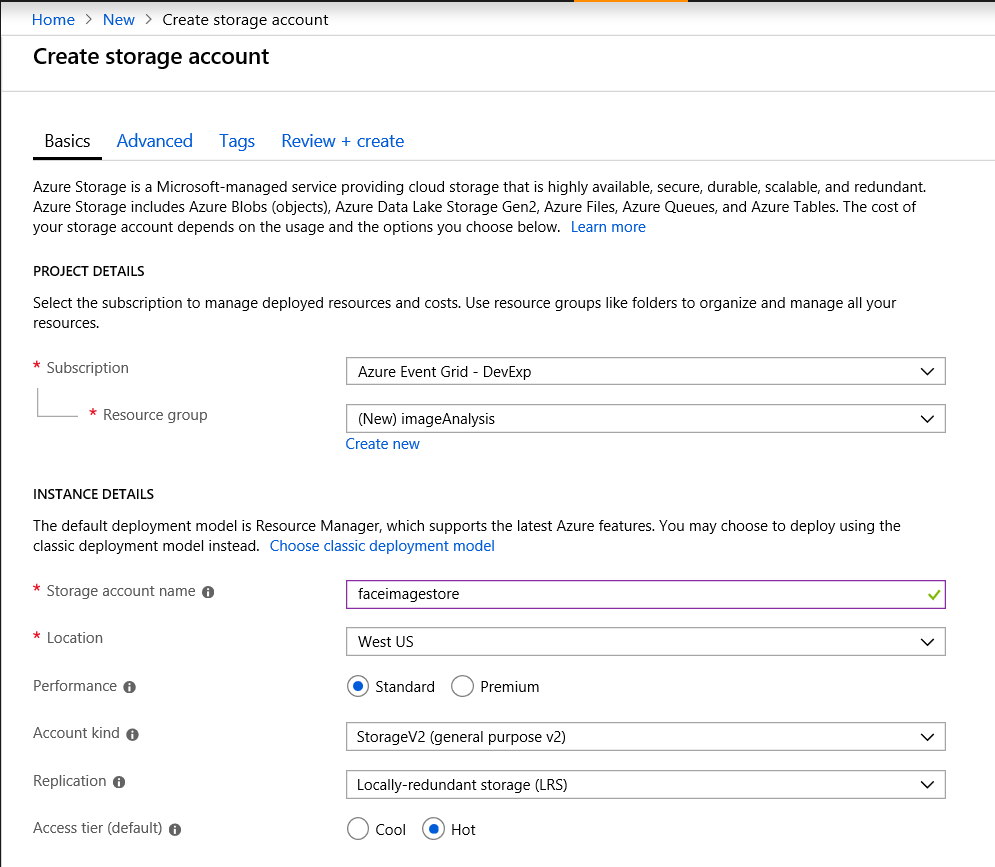 Home > New > Create storage account
Create storage account
Basics Advanced Tags Review + create
Azure Storage is a Microsoft-managed service providing cloud storage that is highly available, secure, durable, scalable, and redundant.
Azure Storage includes Azure Blobs (objects), Azure Data Lake Storage Gen2, Azure Files, Azure Queues, and Azure Tables. The cost of
your storage account depends on the usage and the options you choose below. Learn more
PROJECT DETAILS
Select the subscription to manage deployed resources and costs. Use resource groups like folders to organize and manage all your
resources.
* Subscription
Azure Event Grid - DevExp
* Resource group
(New) imageAnalysis
Create new
INSTANCE DETAILS
The default deployment model is Resource Manager, which supports the latest Azure features. You may choose to deploy using the
classic deployment model instead. Choose classic deployment model
* Storage account name
faceimagestore
* Location
West US
Performance
Standard Premium
Account kind
StorageV2 (general purpose v2)
Replication
Locally-redundant storage (LRS)
Access tier (default)
Cool Hot